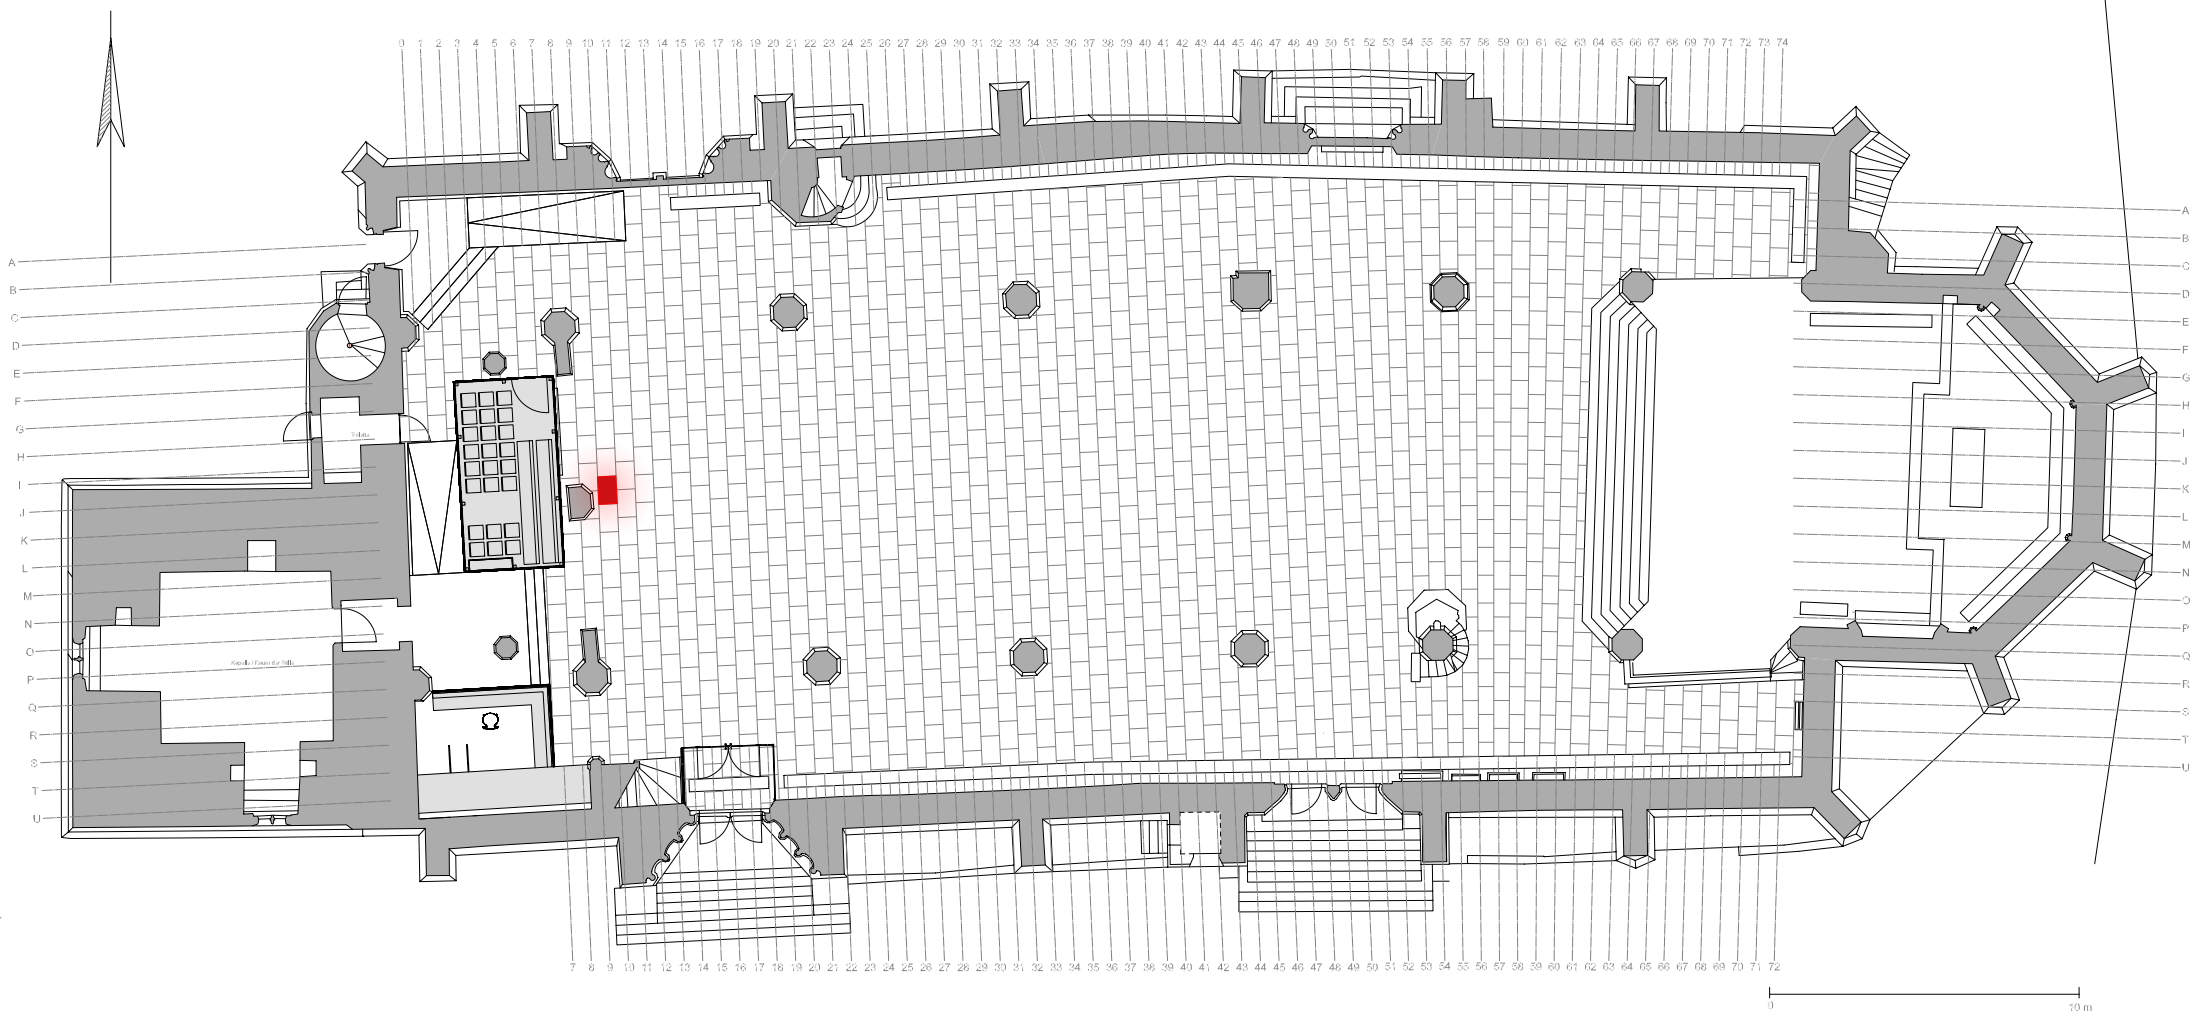 0 1 2 3 4 5 6 7 8 9 10 11 12 13 14 15 16 17 18 19 20 21 22 23 24 25 26 27 28 29 30 31 32 33 34 35 36 37 38 39 40 41 42 43 44 45 46 47 48 49 50 51 52 53 54 55 56 57 58 59 60 61 62 63 64 65 66 67 68 69 70 71 72 73 74
A
B
C
D
E
F
G
H
I
J
K
L
M
N
O
P
Q
R
S
T
U
Kapelle / Raum der Stille
A
B
C
D
E
F
G
H
I
J
K
L
M
N
O
P
Q
R
S
T
U
7 8 9 10 11 12 13 14 15 16 17 18 19 20 21 22 23 24 25 26 27 28 29 30 31 32 33 34 35 36 37 38 39 40 41 42 43 44 45 46 47 48 49 50 51 52 53 54 55 56 57 58 59 60 61 62 63 64 65 66 67 68 69 70 71 72
0 10 m